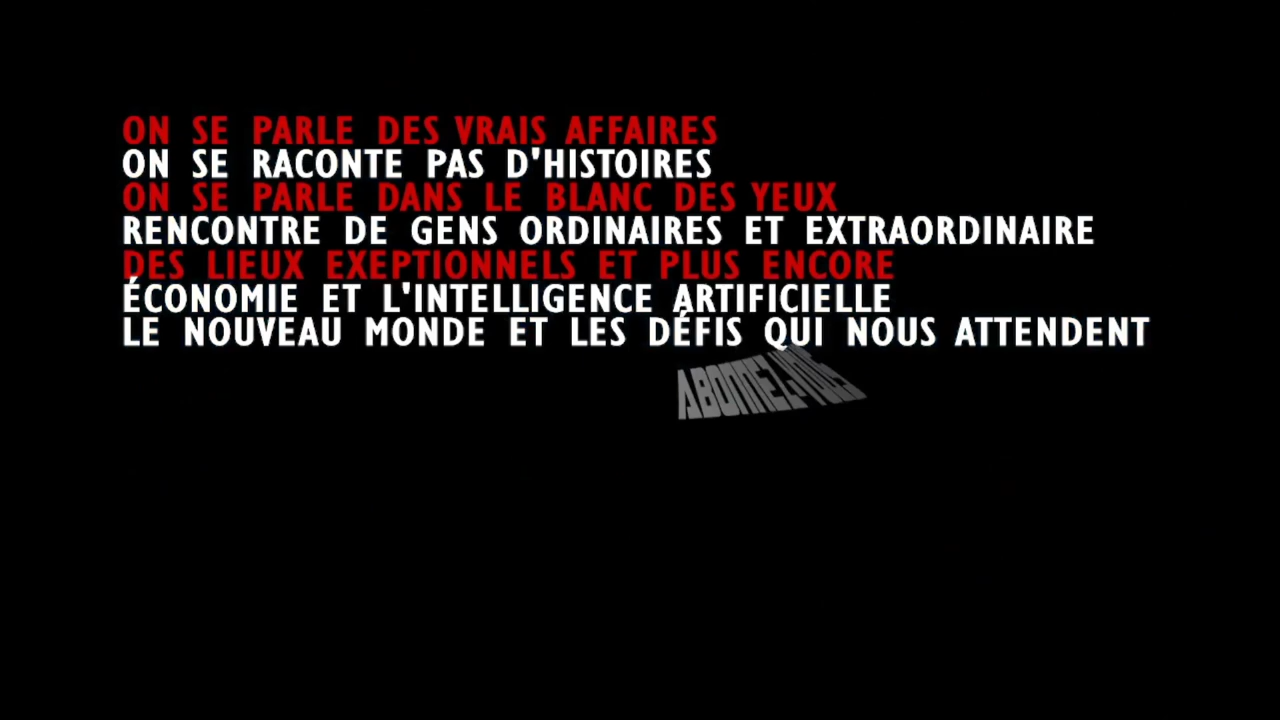 ON SE PARLE DES VRAIS AFFAIRES
ON SE RACONTE PAS D'HISTOIRES
ON SE PARLE DANS LE BLANC DES YEUX
RENCONTRE DE GENS ORDINAIRES ET EXTRAORDINAIRE
DES LIEUX EXEPTIONNELS ET PLUS ENCORE
ÉCONOMIE ET L'INTELLIGENCE ARTIFICIELLE
LE NOUVEAU MONDE ET LES DÉFIS QUI NOUS ATTENDENT
ABONNEZ-VOUS